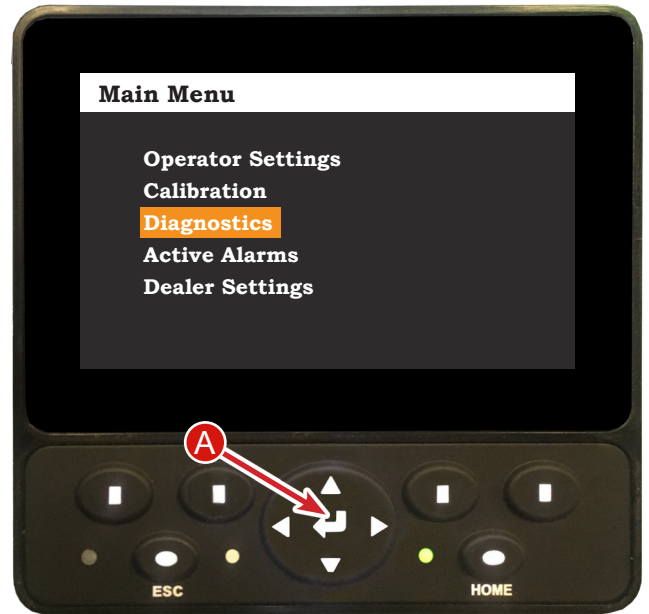 Main Menu
Operator Settings
Calibration
Diagnostics
Active Alarms
Dealer Settings
A
ESC
HOME